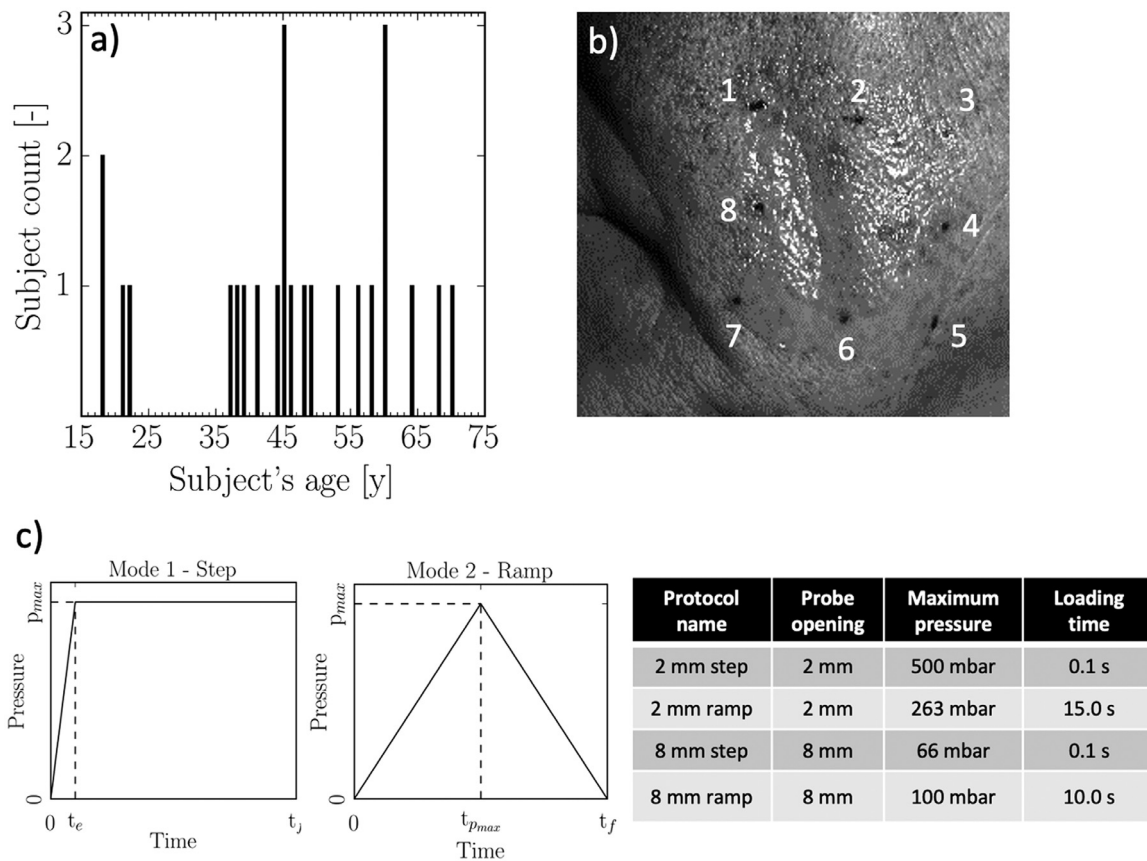 a)
Subject count [-]
3
2
1
15 25 35 45 55 65 75
Subject's age [y]
b)
1
2
3
8
4
7
6
5
c)
Mode 1 - Step
Pressure
p_max
0
0 t_e t_j
Time
Mode 2 - Ramp
Pressure
p_max
0
0 t_p_max t_f
Time
Protocol name Probe opening Maximum pressure Loading time
2 mm step 2 mm 500 mbar 0.1 s
2 mm ramp 2 mm 263 mbar 15.0 s
8 mm step 8 mm 66 mbar 0.1 s
8 mm ramp 8 mm 100 mbar 10.0 s